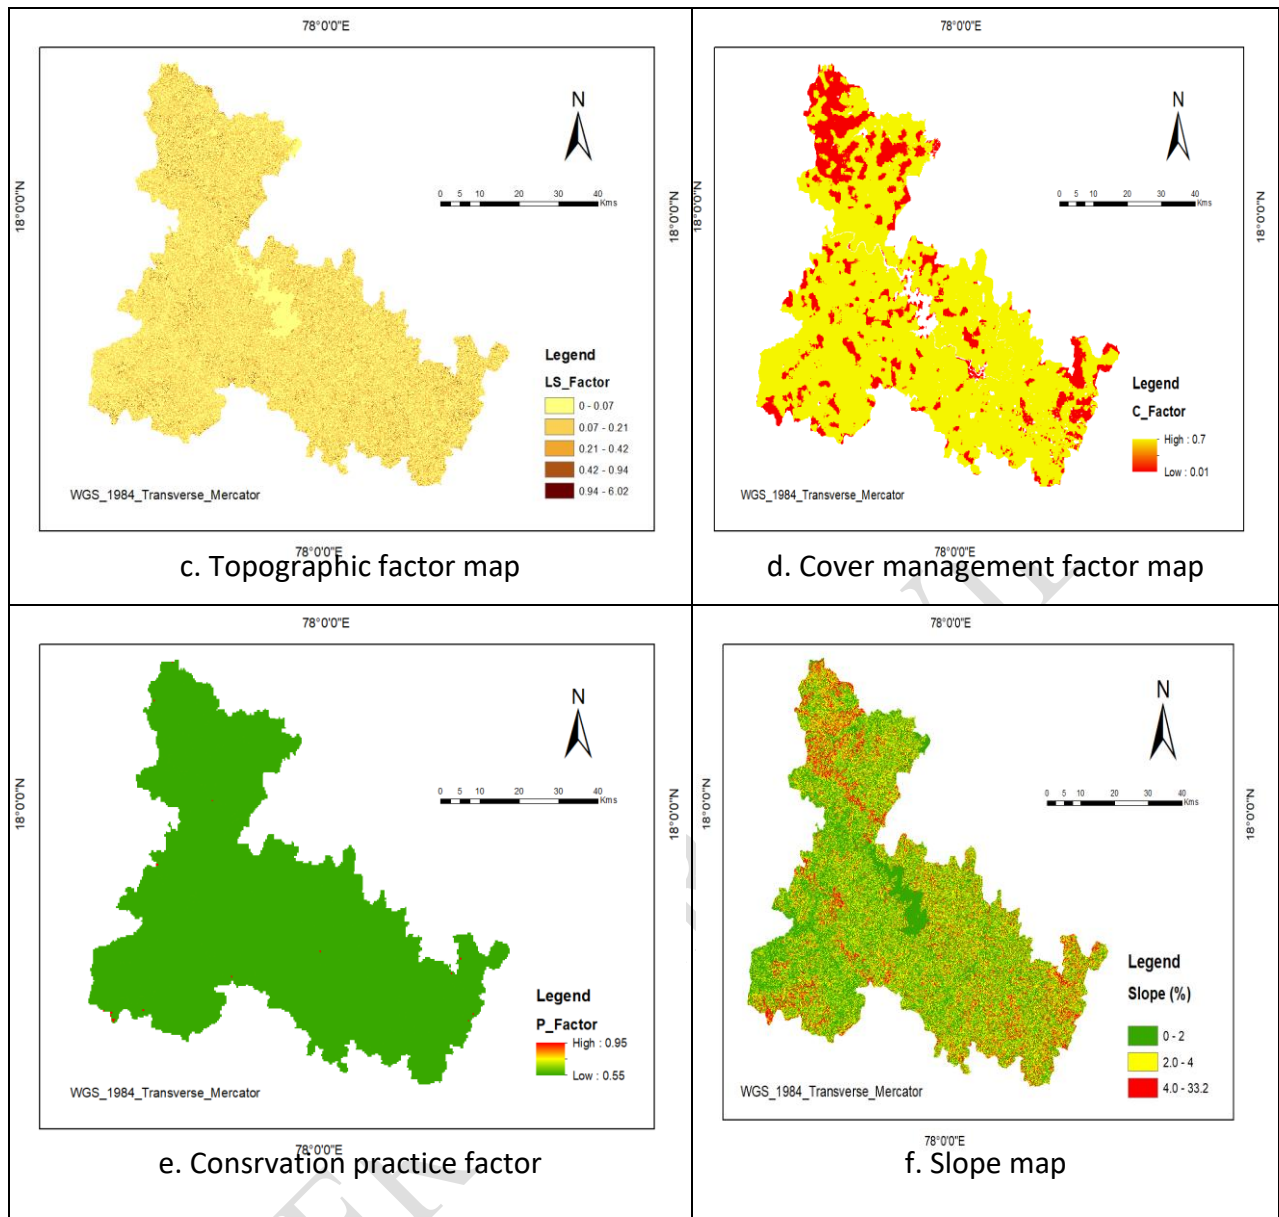 78°0'0"E
18°0'0"N
N
0 5 10 20 30 40
Kms
18°0'0"N
Legend
LS_Factor
0 - 0.07
0.07 - 0.21
0.21 - 0.42
0.42 - 0.94
0.94 - 6.02
WGS_1984_Transverse_Mercator
78°0'0"E
c. Topographic factor map
78°0'0"E
N
0 5 10 20 30 40
Kms
18°0'0"N
Legend
C_Factor
High : 0.7
Low : 0.01
WGS_1984_Transverse_Mercator
78°0'0"E
d. Cover management factor map
78°0'0"E
18°0'0"N
N
0 5 10 20 30 40
Kms
18°0'0"N
Legend
P_Factor
High : 0.95
Low : 0.55
WGS_1984_Transverse_Mercator
78°0'0"E
e. Consrvation practice factor
78°0'0"E
N
0 5 10 20 30 40
Kms
18°0'0"N
Legend
Slope (%)
0 - 2
2.0 - 4
4.0 - 33.2
WGS_1984_Transverse_Mercator
78°0'0"E
f. Slope map